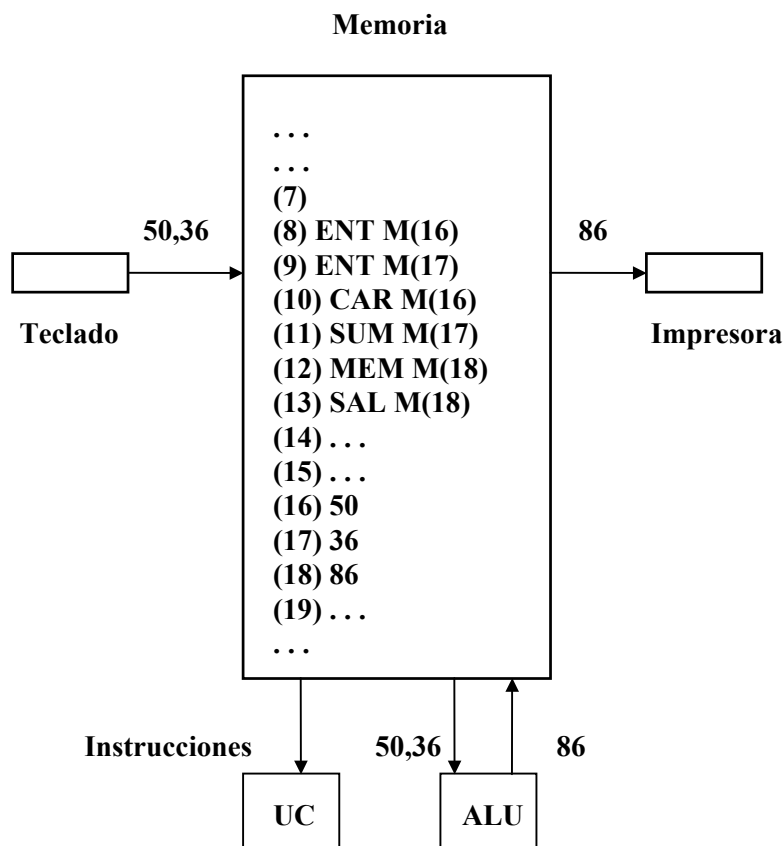 Memoria
. . .
. . .
(7)
50,36
(8) ENT M(16)
86
(9) ENT M(17)
(10) CAR M(16)
Teclado
(11) SUM M(17)
Impresora
(12) MEM M(18)
(13) SAL M(18)
(14) . . .
(15) . . .
(16) 50
(17) 36
(18) 86
(19) . . .
. . .
Instrucciones
50,36
86
UC
ALU